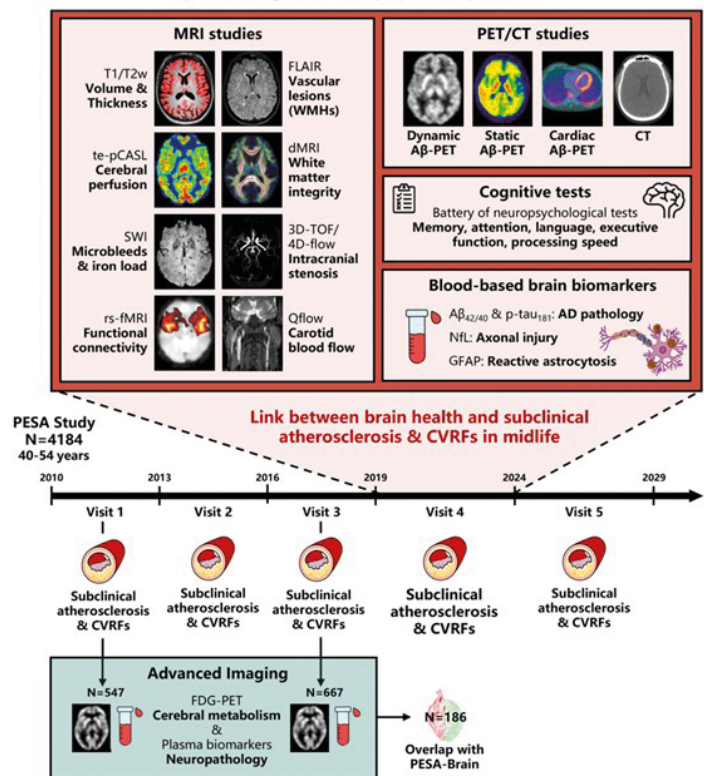 MRI studies
T1/T2w
Volume &
Thickness
FLAIR
Vascular
lesions
(WMHs)
te-pCASL
Cerebral
perfusion
dMRI
White
matter
integrity
SWI
Microbleeds
& iron load
3D-TOF/
4D-flow
Intracranial
stenosis
rs-fMRI
Functional
connectivity
Qflow
Carotid
blood flow
PET/CT studies
Dynamic
Aβ-PET
Static
Aβ-PET
Cardiac
Aβ-PET
CT
Cognitive tests
Battery of neuropsychological tests
Memory, attention, language, executive
function, processing speed
Blood-based brain biomarkers
Aβ42/40 & p-tau181: AD pathology
NfL: Axonal injury
GFAP: Reactive astrocytosis
Link between brain health and subclinical
atherosclerosis & CVRFs in midlife
PESA Study
N=4184
40-54 years
2010 2013 2016 2019 2024 2029
Visit 1 Visit 2 Visit 3 Visit 4 Visit 5
Subclinical
atherosclerosis
& CVRFs
Subclinical
atherosclerosis
& CVRFs
Subclinical
atherosclerosis
& CVRFs
Subclinical
atherosclerosis
& CVRFs
Subclinical
atherosclerosis
& CVRFs
Advanced Imaging
N=547
FDG-PET
Cerebral metabolism
&
Plasma biomarkers
Neuropathology
N=667
N=186
Overlap with
PESA-Brain